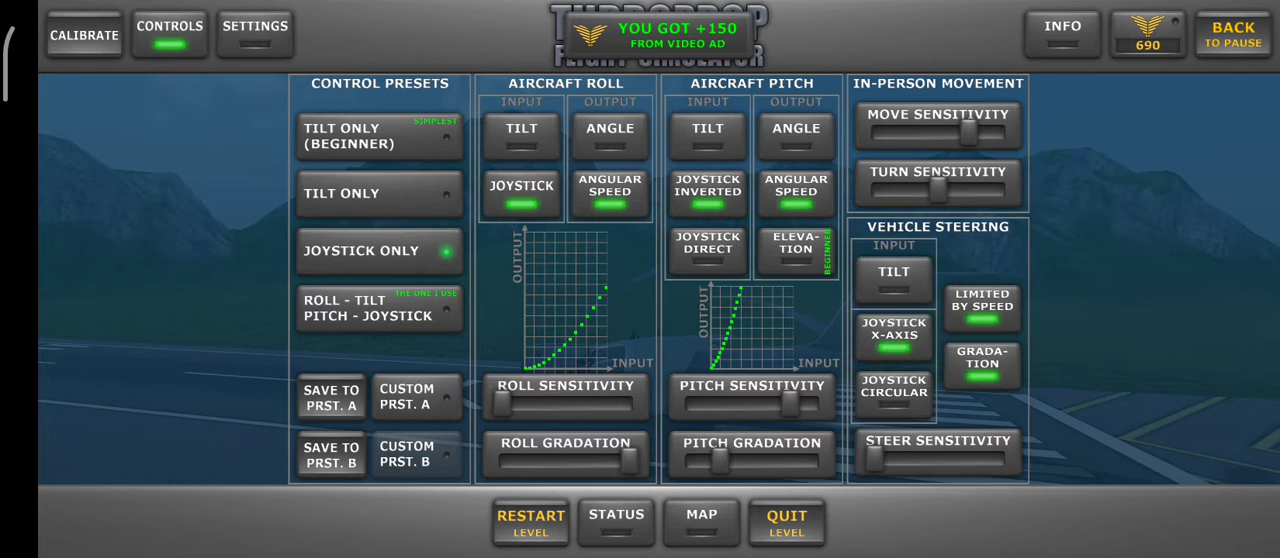 CALIBRATE
CONTROLS
SETTINGS
YOU GOT +150
FROM VIDEO AD
FLIGHT SIMULATOR
INFO
690
BACK
TO PAUSE
CONTROL PRESETS
SIMPLEST
TILT ONLY
(BEGINNER)
TILT ONLY
JOYSTICK ONLY
THE ONE I USE
ROLL - TILT
PITCH - JOYSTICK
SAVE TO
PRST. A
CUSTOM
PRST. A
SAVE TO
PRST. B
CUSTOM
PRST. B
AIRCRAFT ROLL
INPUT
OUTPUT
TILT
ANGLE
JOYSTICK
ANGULAR
SPEED
OUTPUT
INPUT
ROLL SENSITIVITY
ROLL GRADATION
AIRCRAFT PITCH
INPUT
OUTPUT
TILT
ANGLE
JOYSTICK
INVERTED
ANGULAR
SPEED
JOYSTICK
DIRECT
ELEVA-
TION
BEGINNER
OUTPUT
INPUT
PITCH SENSITIVITY
PITCH GRADATION
IN-PERSON MOVEMENT
MOVE SENSITIVITY
TURN SENSITIVITY
VEHICLE STEERING
INPUT
TILT
JOYSTICK
X-AXIS
JOYSTICK
CIRCULAR
LIMITED
BY SPEED
GRADA-
TION
STEER SENSITIVITY
RESTART
LEVEL
STATUS
MAP
QUIT
LEVEL